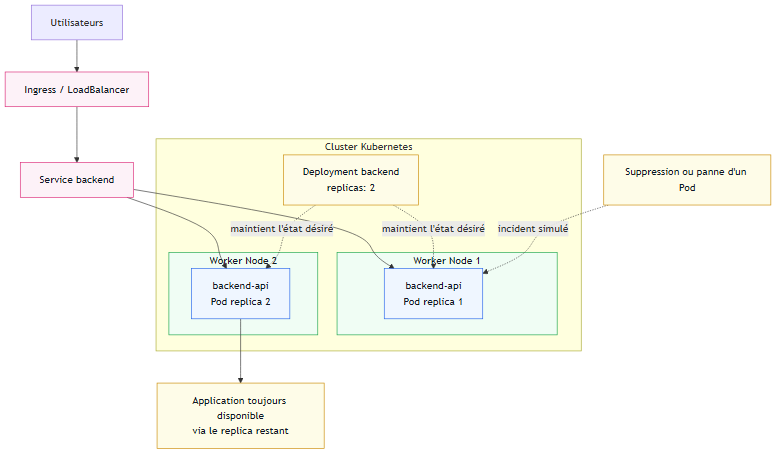 Utilisateurs
Ingress / LoadBalancer
Service backend
Cluster Kubernetes
Deployment backend
replicas: 2
Suppression ou panne d'un
Pod
maintient l'état désiré
maintient l'état désiré
incident simulé
Worker Node 2
backend-api
Pod replica 2
Worker Node 1
backend-api
Pod replica 1
Application toujours
disponible
via le replica restant